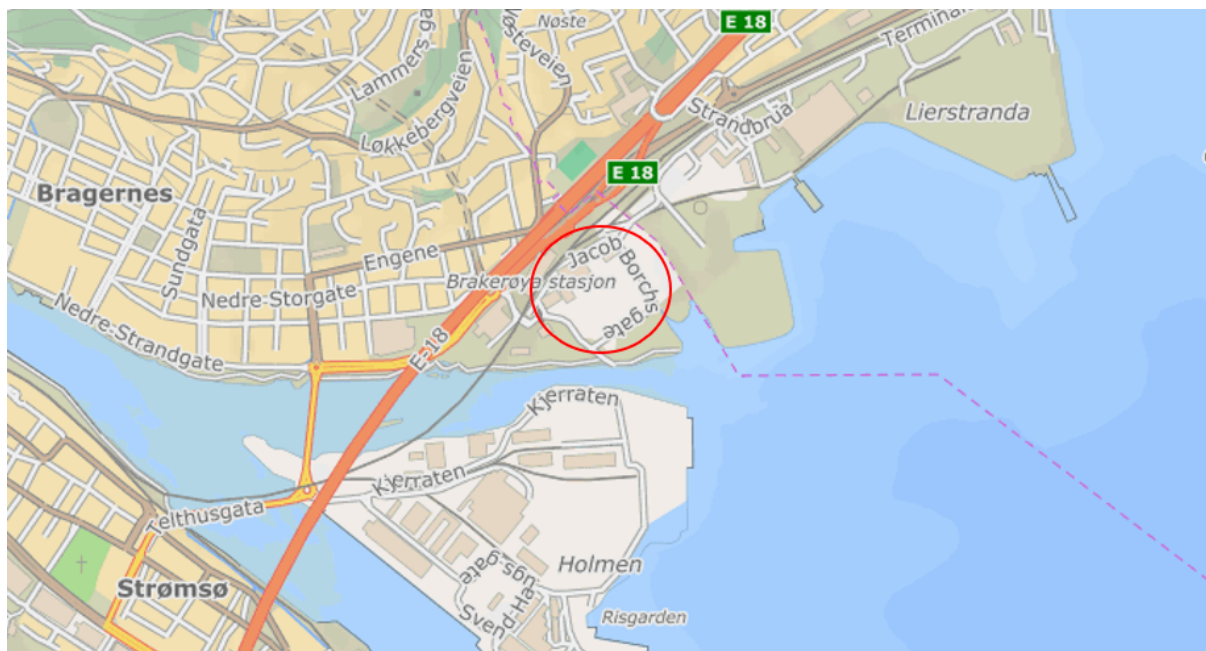 E 18
Nøste
Lammers-ga
østeveien
Terminal
Løkkebergveien
Strandbrua
Lierstranda
E 18
Bragernes
Sundgata
Engene
Jacob Borchs gate
Brakerøya stasjon
Nedre-Storgate
Nedre-Strandgate
E-18
Kjerraten
Kjerraten
Telthusgata
Holmen
Svend-Haugs gate
Strømsø
Risgarden